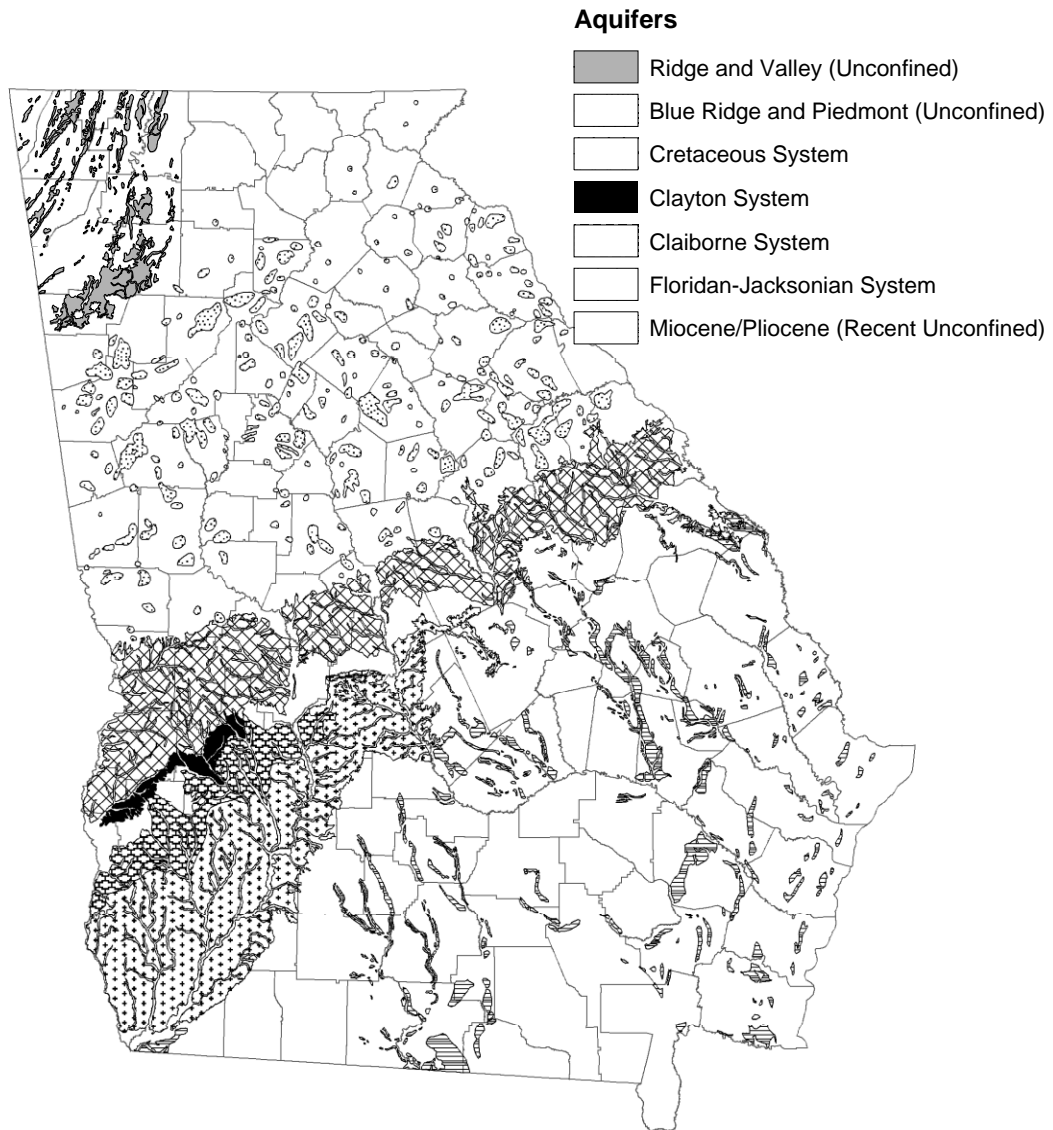 Aquifers
Ridge and Valley (Unconfined)
Blue Ridge and Piedmont (Unconfined)
Cretaceous System
Clayton System
Claiborne System
Floridan-Jacksonian System
Miocene/Pliocene (Recent Unconfined)